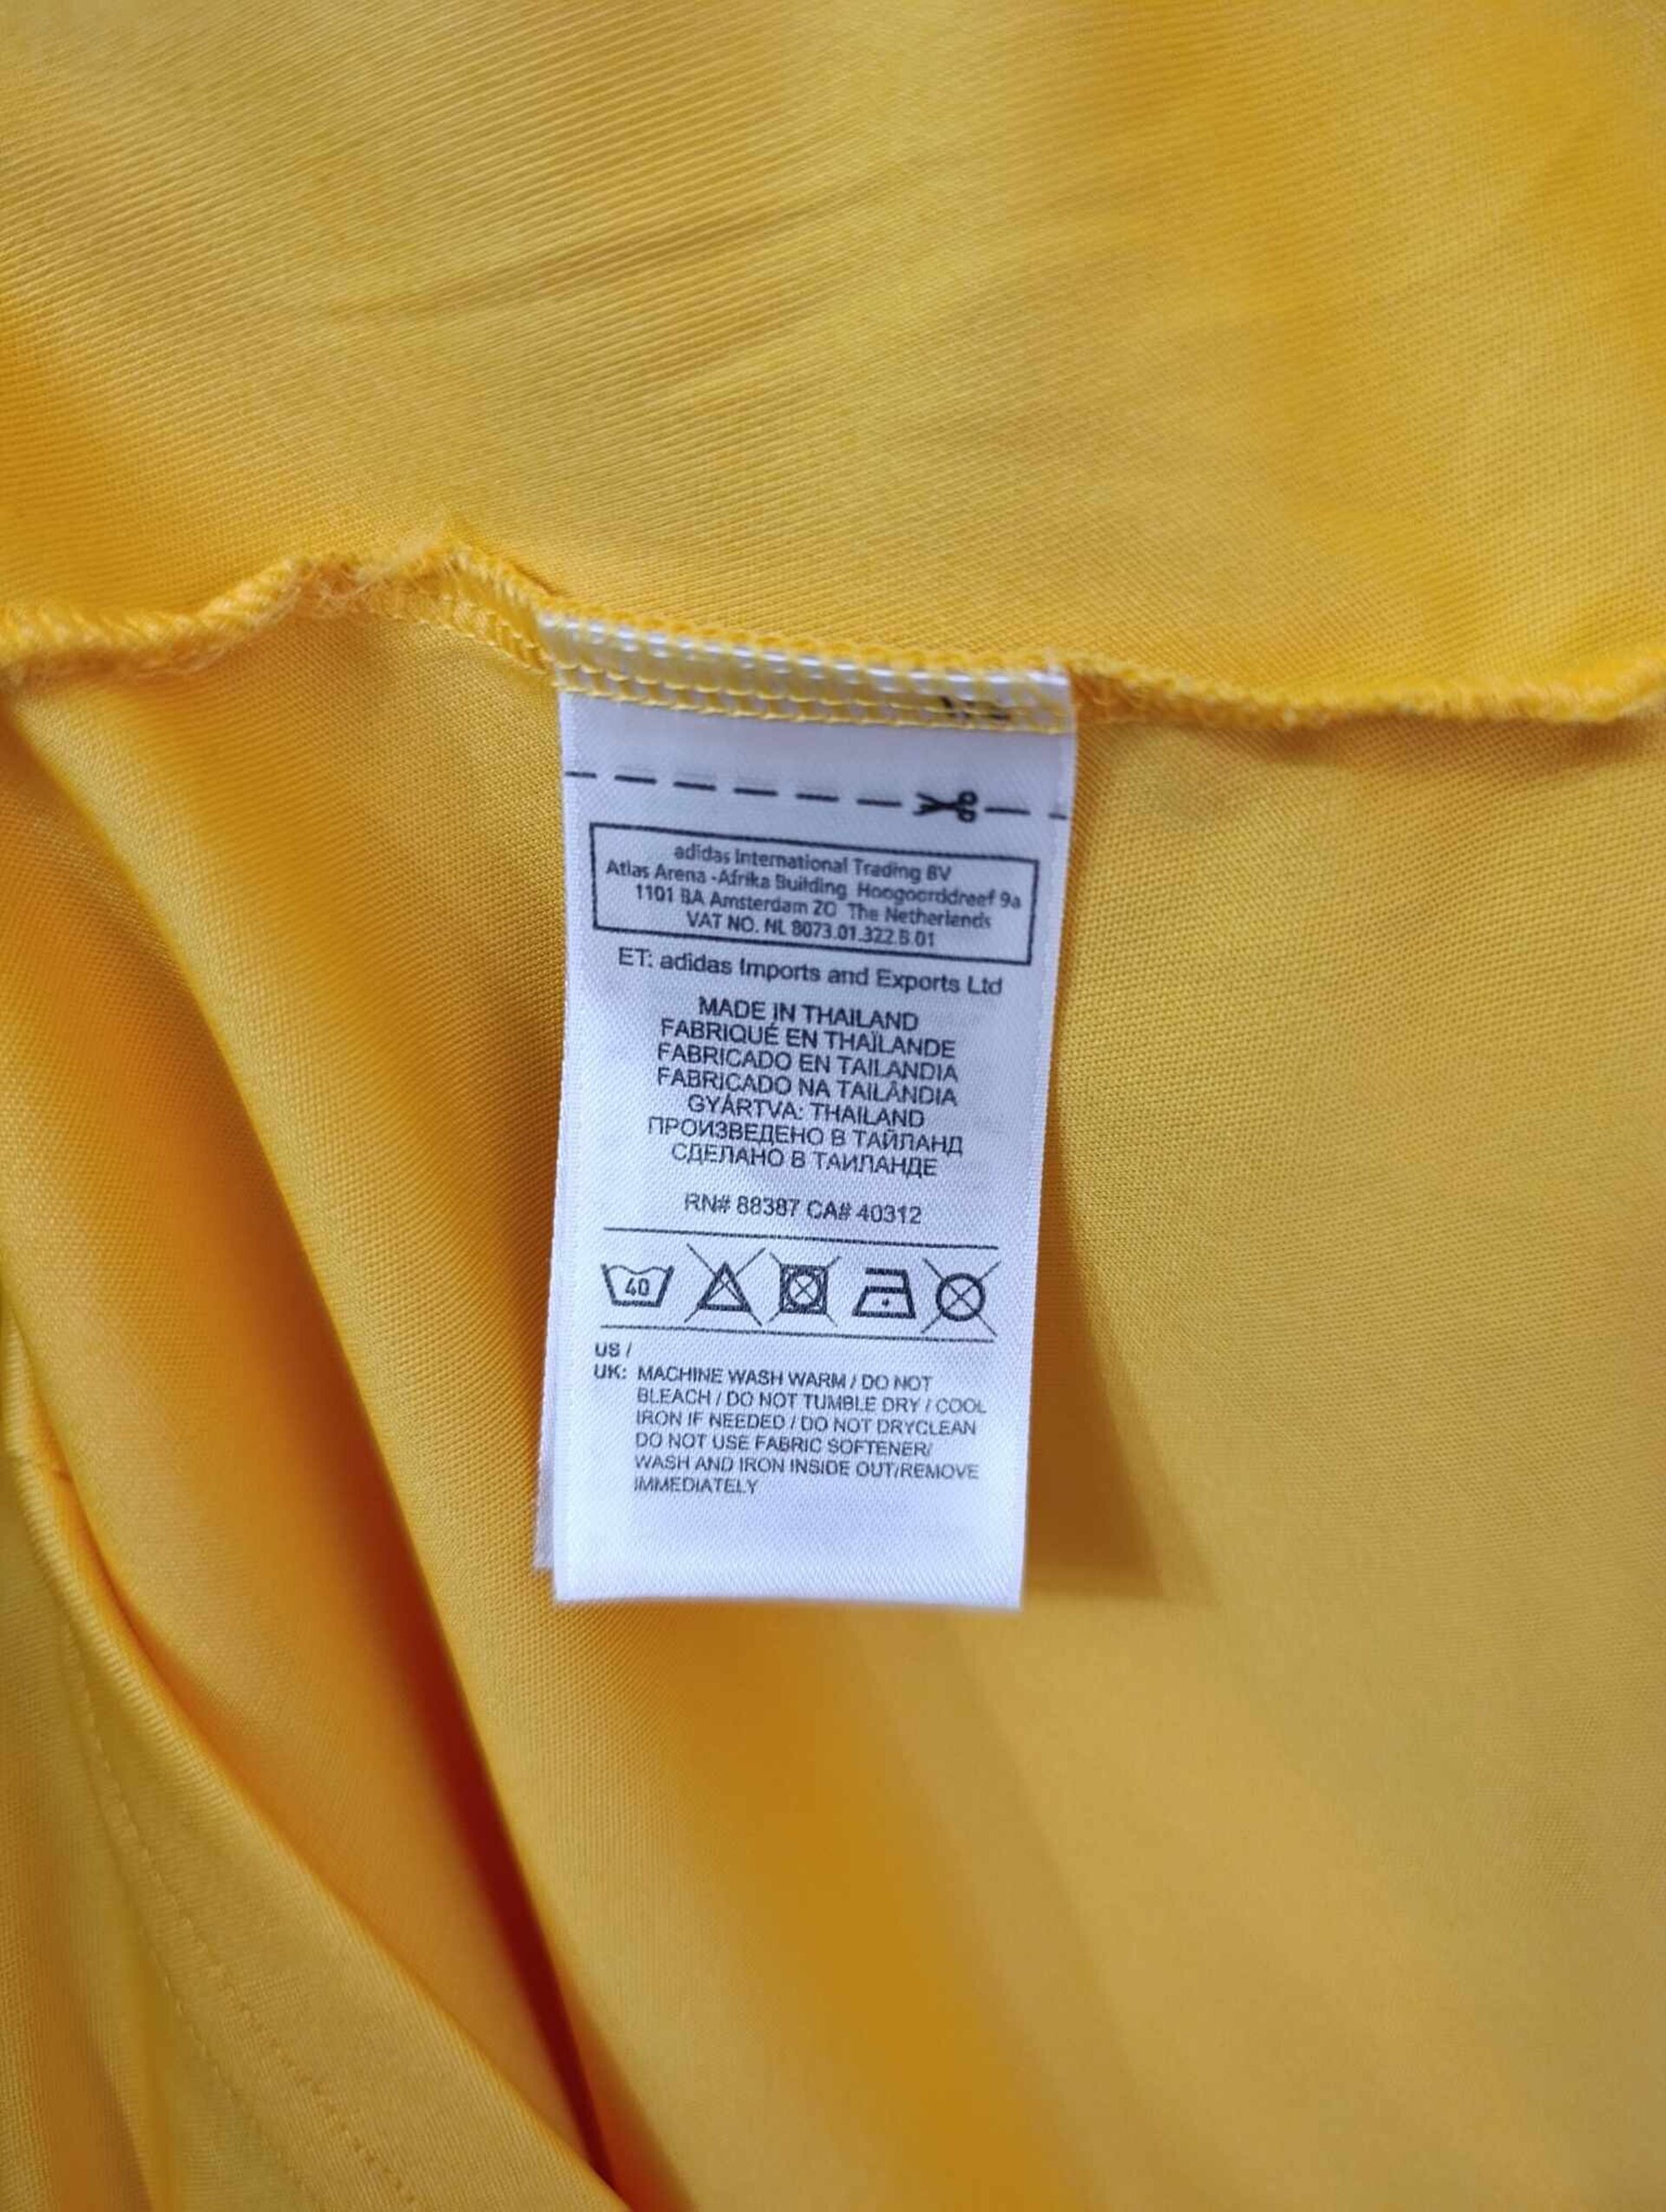 adidas International Trading BV
Atlas Arena -Afrika Building, Hoogoorddreef 9a
1101 BA Amsterdam ZO The Netherlands
VAT NO. NL 8073.01.322.B.01
ET: adidas Imports and Exports Ltd
MADE IN THAILAND
FABRIQUÉ EN THAÏLANDE
FABRICADO EN TAILANDIA
FABRICADO NA TAILÂNDIA
GYÁRTVA: THAILAND
ПРОИЗВЕДЕНО В ТАЙЛАНД
СДЕЛАНО В ТАИЛАНДЕ
RN# 88387 CA# 40312
40
US /
UK: MACHINE WASH WARM / DO NOT
BLEACH / DO NOT TUMBLE DRY / COOL
IRON IF NEEDED / DO NOT DRYCLEAN
DO NOT USE FABRIC SOFTENER/
WASH AND IRON INSIDE OUT/REMOVE
IMMEDIATELY